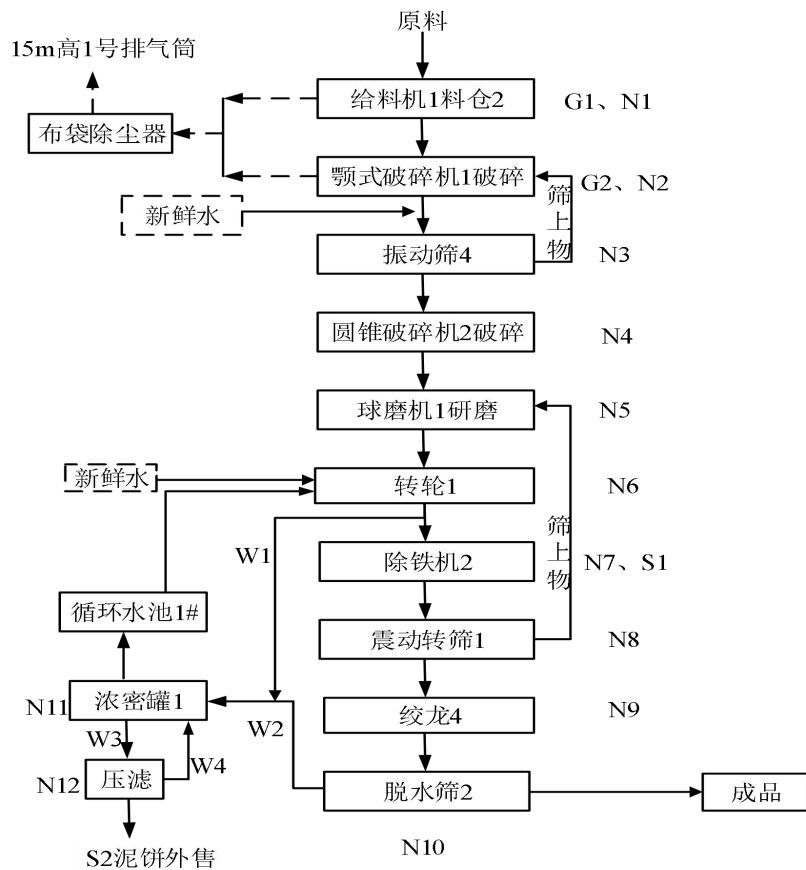 原料
15m高1号排气筒
给料机1料仓2
G1、N1
布袋除尘器
颚式破碎机1破碎
G2、N2
新鲜水
筛上物
振动筛4
N3
圆锥破碎机2破碎
N4
球磨机1研磨
N5
新鲜水
转轮1
N6
W1
筛上物
除铁机2
N7、S1
循环水池1#
震动转筛1
N8
N11
浓密罐1
W2
绞龙4
N9
W3
W4
N12
压滤
脱水筛2
成品
N10
S2泥饼外售